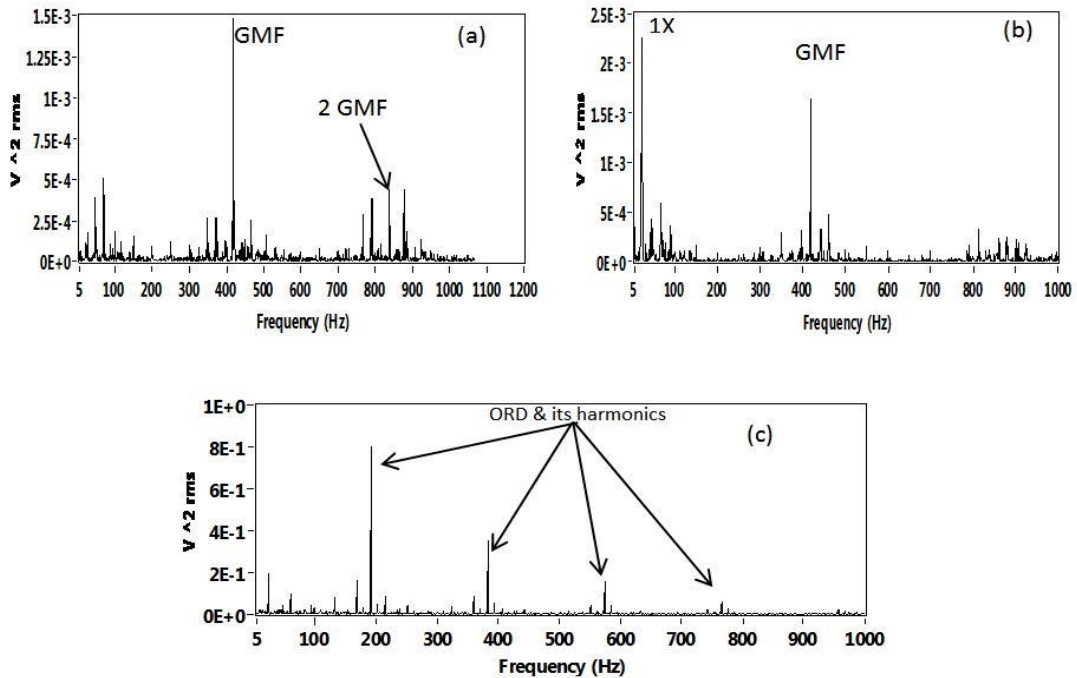 1.5E-3
1.25E-3
1E-3
7.5E-4
5E-4
2.5E-4
0E+0
V ^2 rms
GMF
(a)
2 GMF
5 100 200 300 400 500 600 700 800 900 1000 1100 1200
Frequency (Hz)
2.5E-3
2E-3
1.5E-3
1E-3
5E-4
0E+0
V ^2 rms
1X
(b)
GMF
5 100 200 300 400 500 600 700 800 900 1000
Frequency (Hz)
1E+0
8E-1
6E-1
4E-1
2E-1
0E+0
V ^2 rms
ORD & its harmonics
(c)
5 100 200 300 400 500 600 700 800 900 1000
Frequency (Hz)